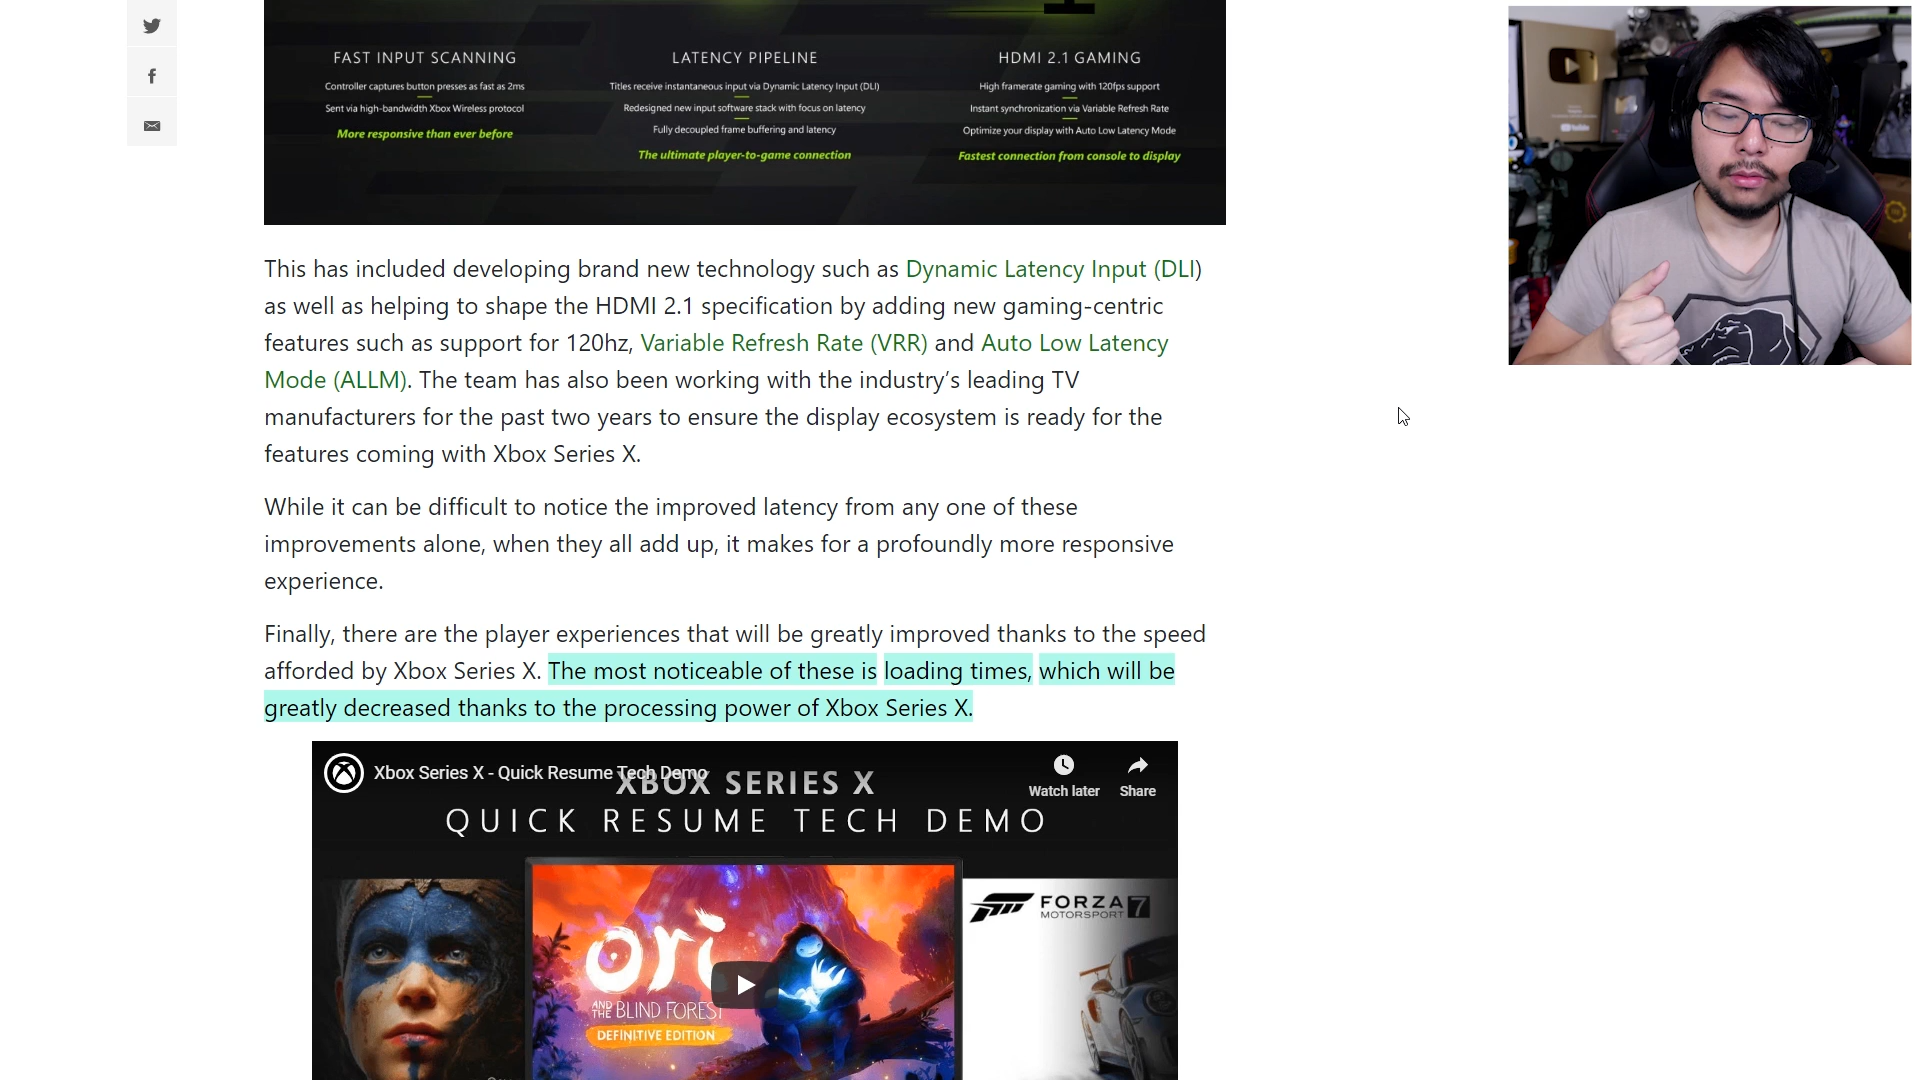 FAST INPUT SCANNING
Controller captures button presses as fast as 2ms
Sent via high-bandwidth Xbox Wireless protocol
More responsive than ever before
LATENCY PIPELINE
Titles receive instantaneous input via Dynamic Latency Input (DLI)
Redesigned new input software stack with focus on latency
Fully decoupled frame buffering and latency
The ultimate player-to-game connection
HDMI 2.1 GAMING
High framerate gaming with 120fps support
Instant synchronization via Variable Refresh Rate
Optimize your display with Auto Low Latency Mode
Fastest connection from console to display
This has included developing brand new technology such as Dynamic Latency Input (DLI)
as well as helping to shape the HDMI 2.1 specification by adding new gaming-centric
features such as support for 120hz, Variable Refresh Rate (VRR) and Auto Low Latency
Mode (ALLM). The team has also been working with the industry’s leading TV
manufacturers for the past two years to ensure the display ecosystem is ready for the
features coming with Xbox Series X.
While it can be difficult to notice the improved latency from any one of these
improvements alone, when they all add up, it makes for a profoundly more responsive
experience.
Finally, there are the player experiences that will be greatly improved thanks to the speed
afforded by Xbox Series X. The most noticeable of these is loading times, which will be
greatly decreased thanks to the processing power of Xbox Series X.
Xbox Series X - Quick Resume Tech Demo
Watch later
Share
XBOX SERIES X
QUICK RESUME TECH DEMO
ori
AND THE BLIND FOREST
DEFINITIVE EDITION
FORZA
MOTORSPORT 7
YouTube